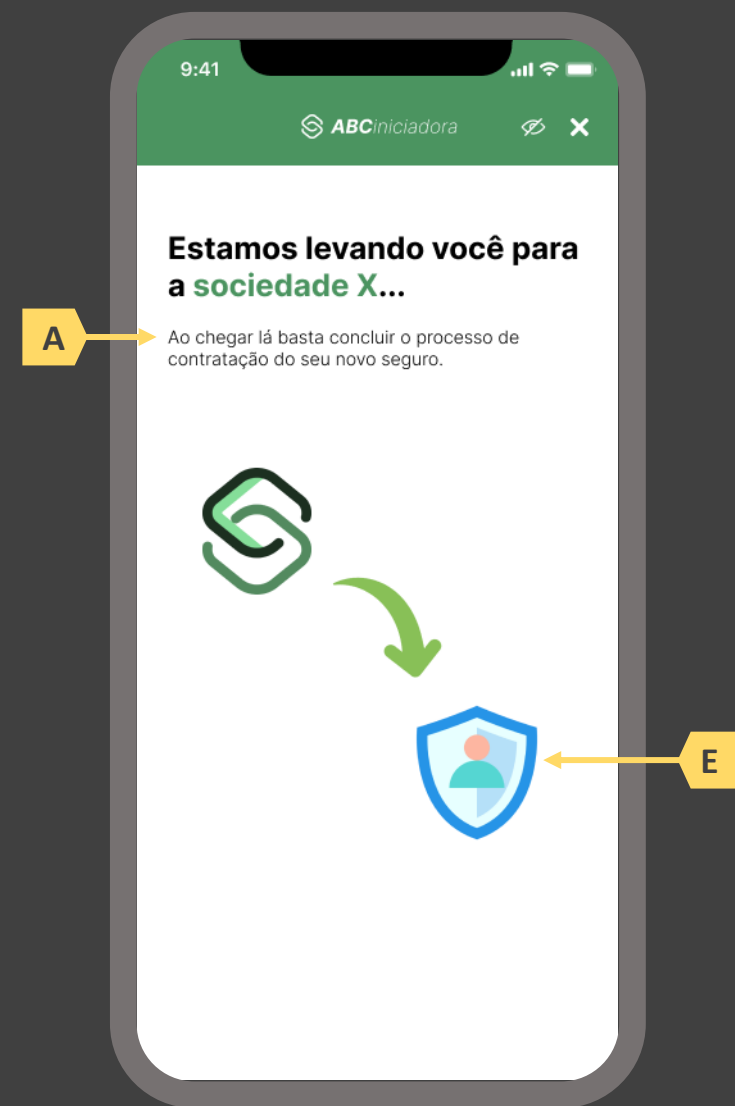 9:41
ABCiniciadora
Estamos levando você para
a sociedade X...
A
Ao chegar lá basta concluir o processo de
contratação do seu novo seguro.
E